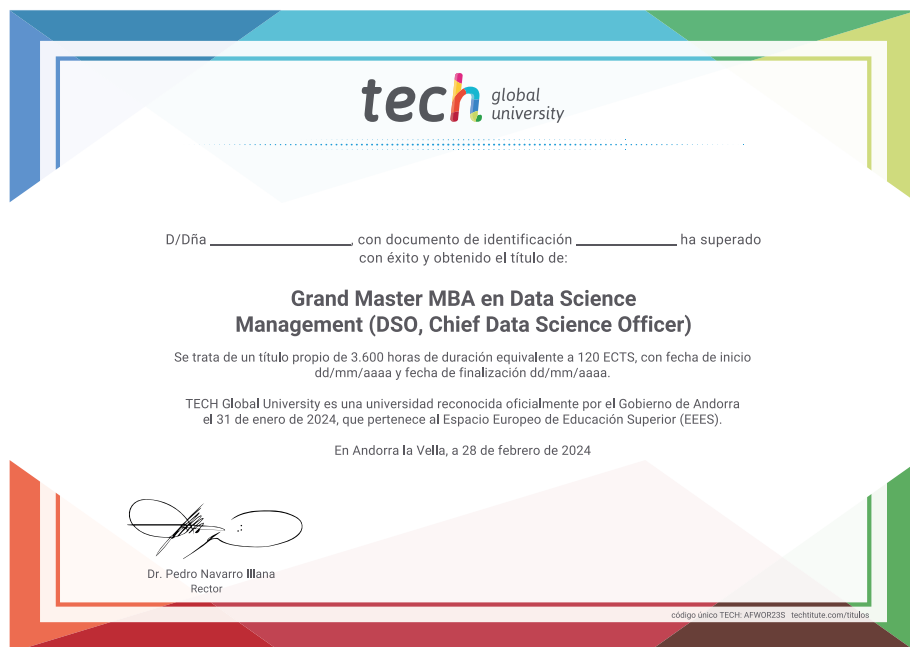 tech global
university
D/Dña ______________, con documento de identificación __________ ha superado
con éxito y obtenido el título de:
Grand Master MBA en Data Science
Management (DSO, Chief Data Science Officer)
Se trata de un título propio de 3.600 horas de duración equivalente a 120 ECTS, con fecha de inicio
dd/mm/aaaa y fecha de finalización dd/mm/aaaa.
TECH Global University es una universidad reconocida oficialmente por el Gobierno de Andorra
el 31 de enero de 2024, que pertenece al Espacio Europeo de Educación Superior (EEES).
En Andorra la Vella, a 28 de febrero de 2024
Dr. Pedro Navarro Illana
Rector
código único TECH: AFWOR23S techtitute.com/titulos